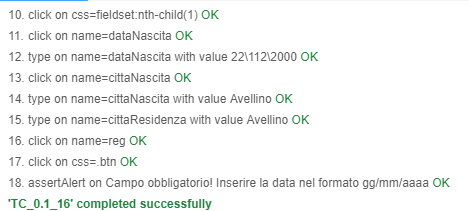 10. click on css=fieldset:nth-child(1) OK
11. click on name=dataNascita OK
12. type on name=dataNascita with value 22\112\2000 OK
13. click on name=cittaNascita OK
14. type on name=cittaNascita with value Avellino OK
15. type on name=cittaResidenza with value Avellino OK
16. click on name=reg OK
17. click on css=.btn OK
18. assertAlert on Campo obbligatorio! Inserire la data nel formato gg/mm/aaaa OK
'TC_0.1_16' completed successfully